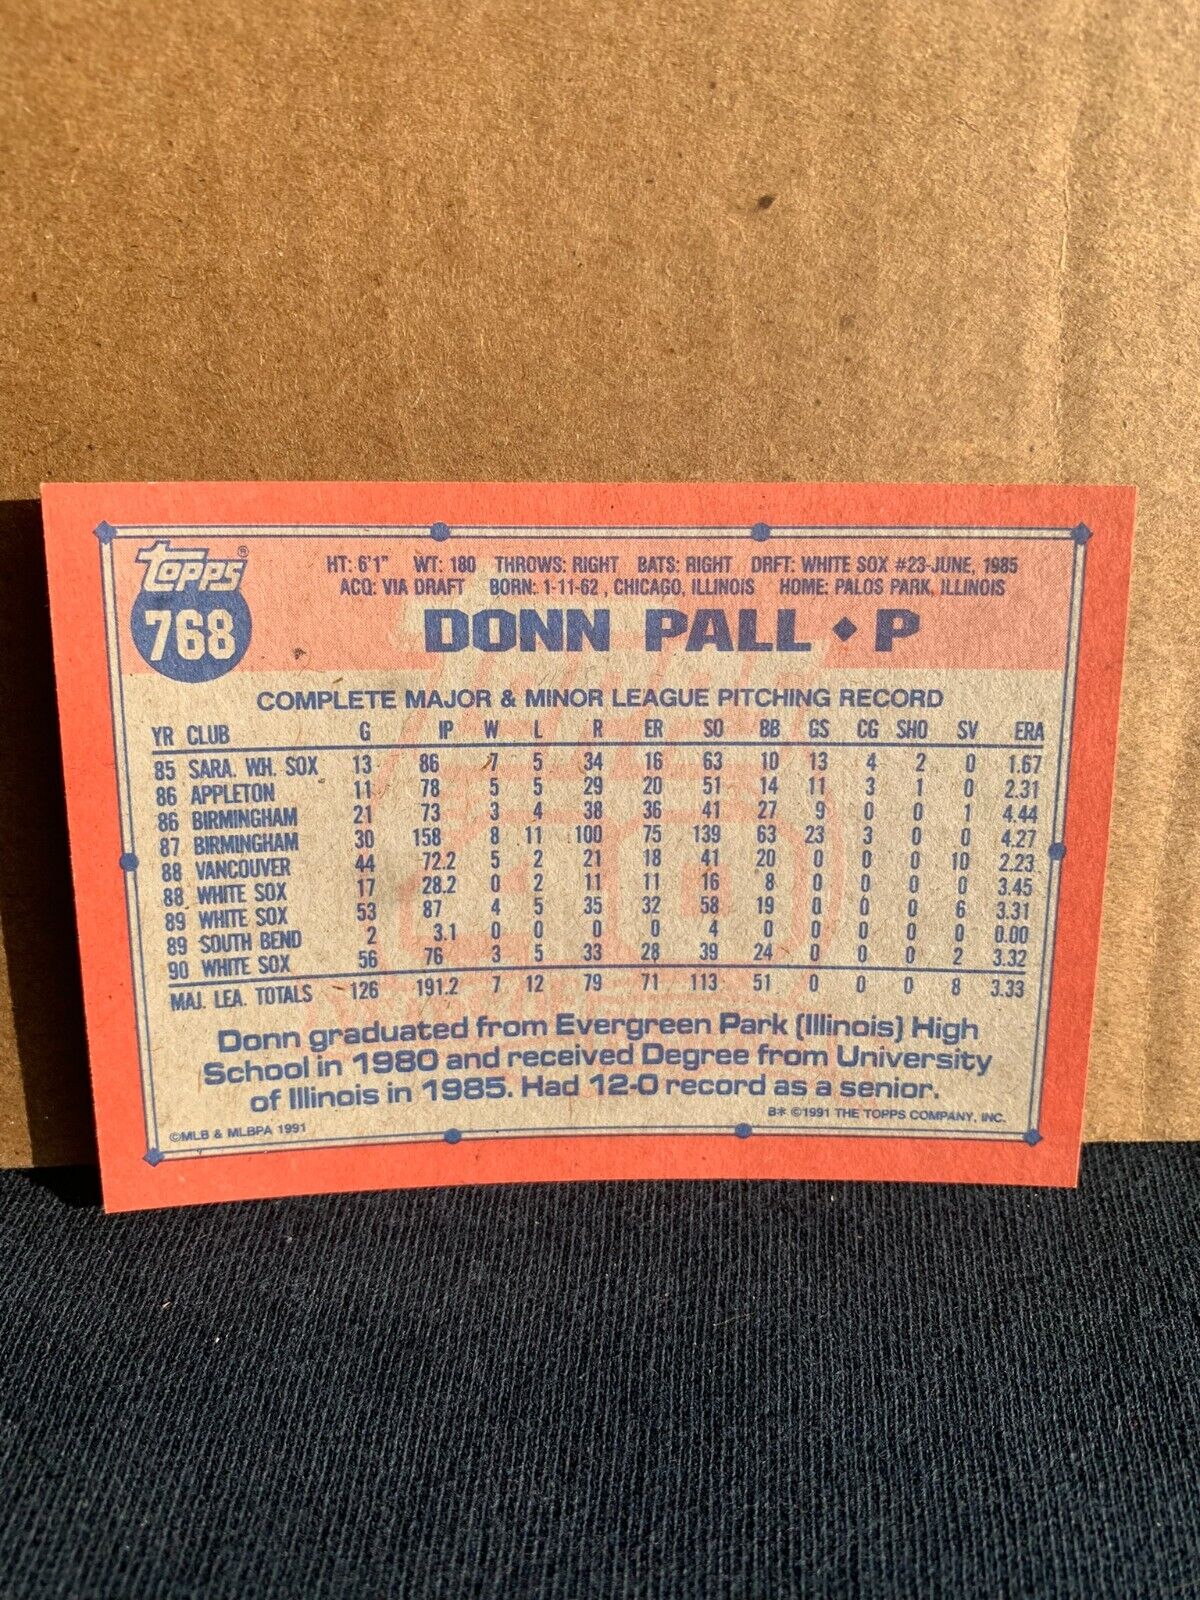 Topps®
768
HT: 6'1" WT: 180 THROWS: RIGHT BATS: RIGHT DRFT: WHITE SOX #23-JUNE, 1985
ACQ: VIA DRAFT BORN: 1-11-62 , CHICAGO, ILLINOIS HOME: PALOS PARK, ILLINOIS
DONN PALL ♦ P
COMPLETE MAJOR & MINOR LEAGUE PITCHING RECORD
YR CLUB G IP W L R ER SO BB GS CG SHO SV ERA
85 SARA. WH. SOX 13 86 7 5 34 16 63 10 13 4 2 0 1.67
86 APPLETON 11 78 5 5 29 20 51 14 11 3 1 0 2.31
86 BIRMINGHAM 21 73 3 4 38 36 41 27 9 0 0 1 4.44
87 BIRMINGHAM 30 158 8 11 100 75 139 63 23 3 0 0 4.27
88 VANCOUVER 44 72.2 5 2 21 18 41 20 0 0 0 10 2.23
88 WHITE SOX 17 28.2 0 2 11 11 16 8 0 0 0 0 3.45
89 WHITE SOX 53 87 4 5 35 32 58 19 0 0 0 6 3.31
89 SOUTH BEND 2 3.1 0 0 0 0 4 0 0 0 0 0 0.00
90 WHITE SOX 56 76 3 5 33 28 39 24 0 0 0 2 3.32
MAJ. LEA. TOTALS 126 191.2 7 12 79 71 113 51 0 0 0 8 3.33
Donn graduated from Evergreen Park (Illinois) High
School in 1980 and received Degree from University
of Illinois in 1985. Had 12-0 record as a senior.
©MLB & MLBPA 1991
B* ©1991 THE TOPPS COMPANY, INC.